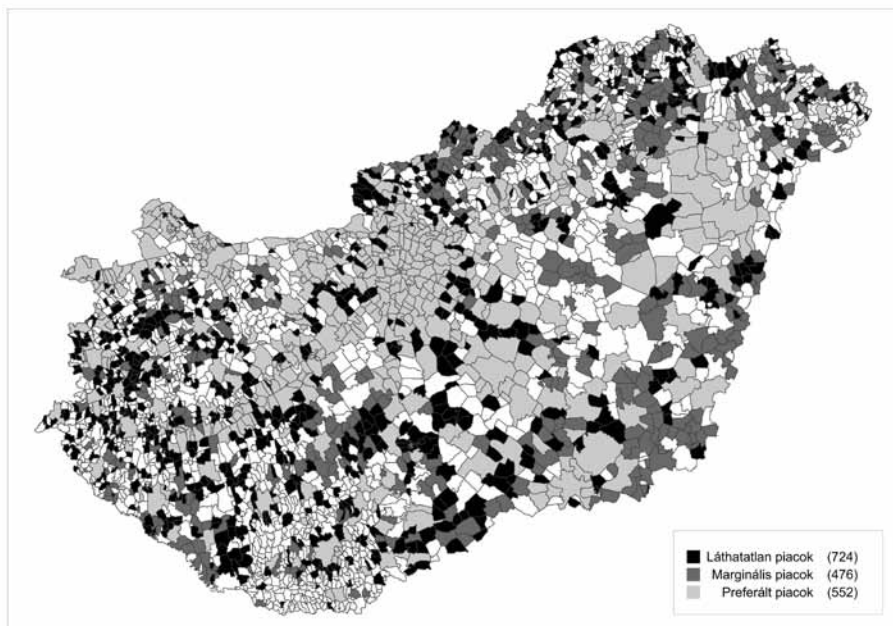 Láthatatlan piacok (724)
Marginális piacok (476)
Preferált piacok (552)